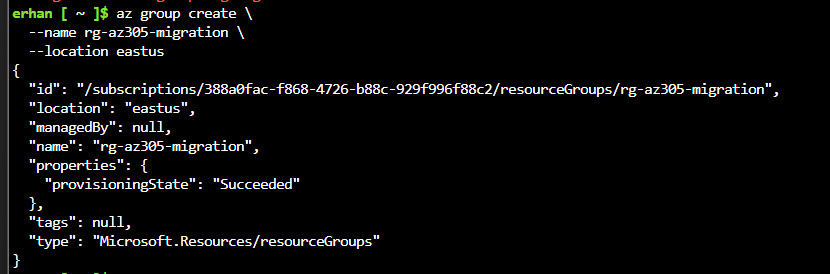 erhan [ ~ ]$ az group create \
  --name rg-az305-migration \
  --location eastus
{
  "id": "/subscriptions/388a0fac-f868-4726-b88c-929f996f88c2/resourceGroups/rg-az305-migration",
  "location": "eastus",
  "managedBy": null,
  "name": "rg-az305-migration",
  "properties": {
    "provisioningState": "Succeeded"
  },
  "tags": null,
  "type": "Microsoft.Resources/resourceGroups"
}